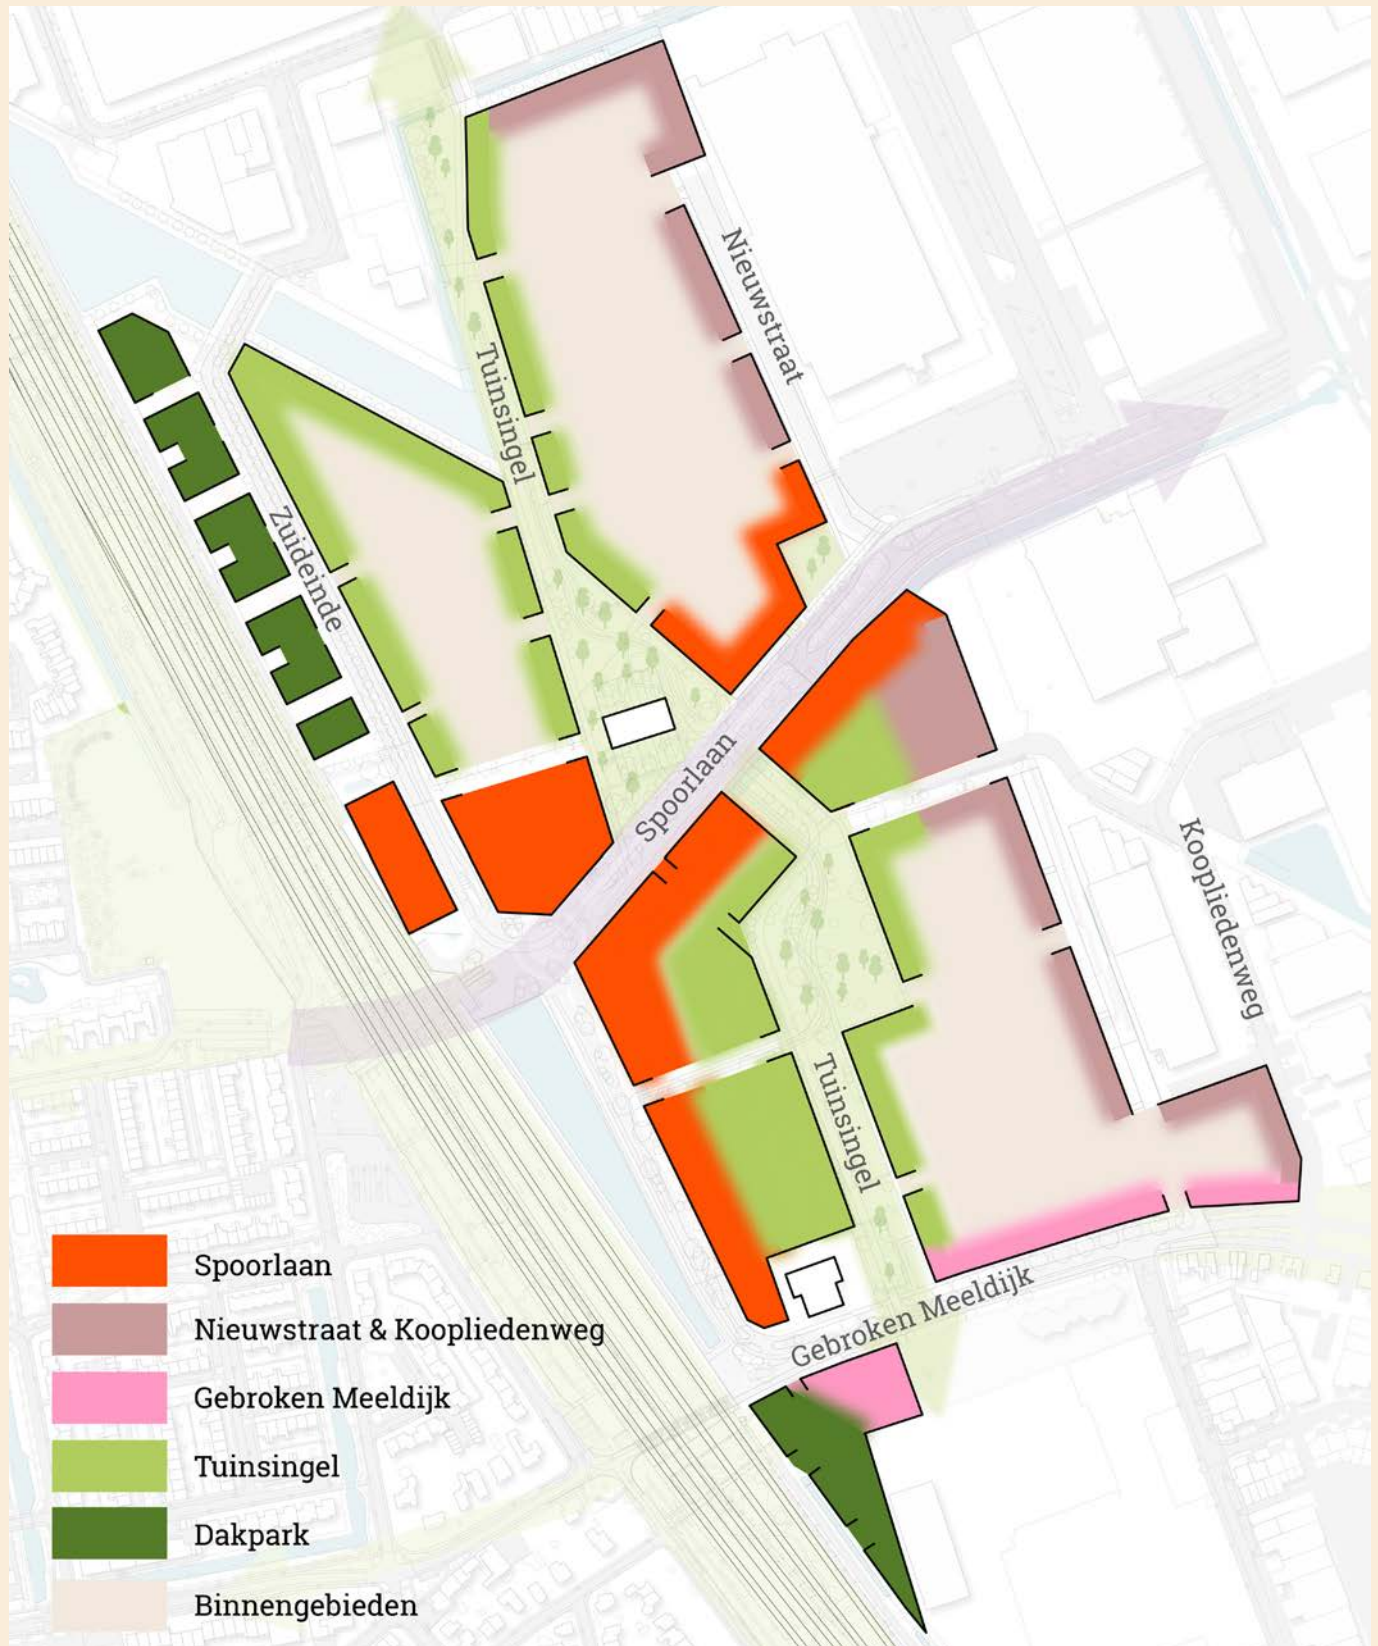 Nieuwstraat
Tuinsingel
Zuideinde
Spoorlaan
Koopliedenweg
Tuinsingel
Gebroken Meeldijk
Spoorlaan
Nieuwstraat & Koopliedenweg
Gebroken Meeldijk
Tuinsingel
Dakpark
Binnengebieden